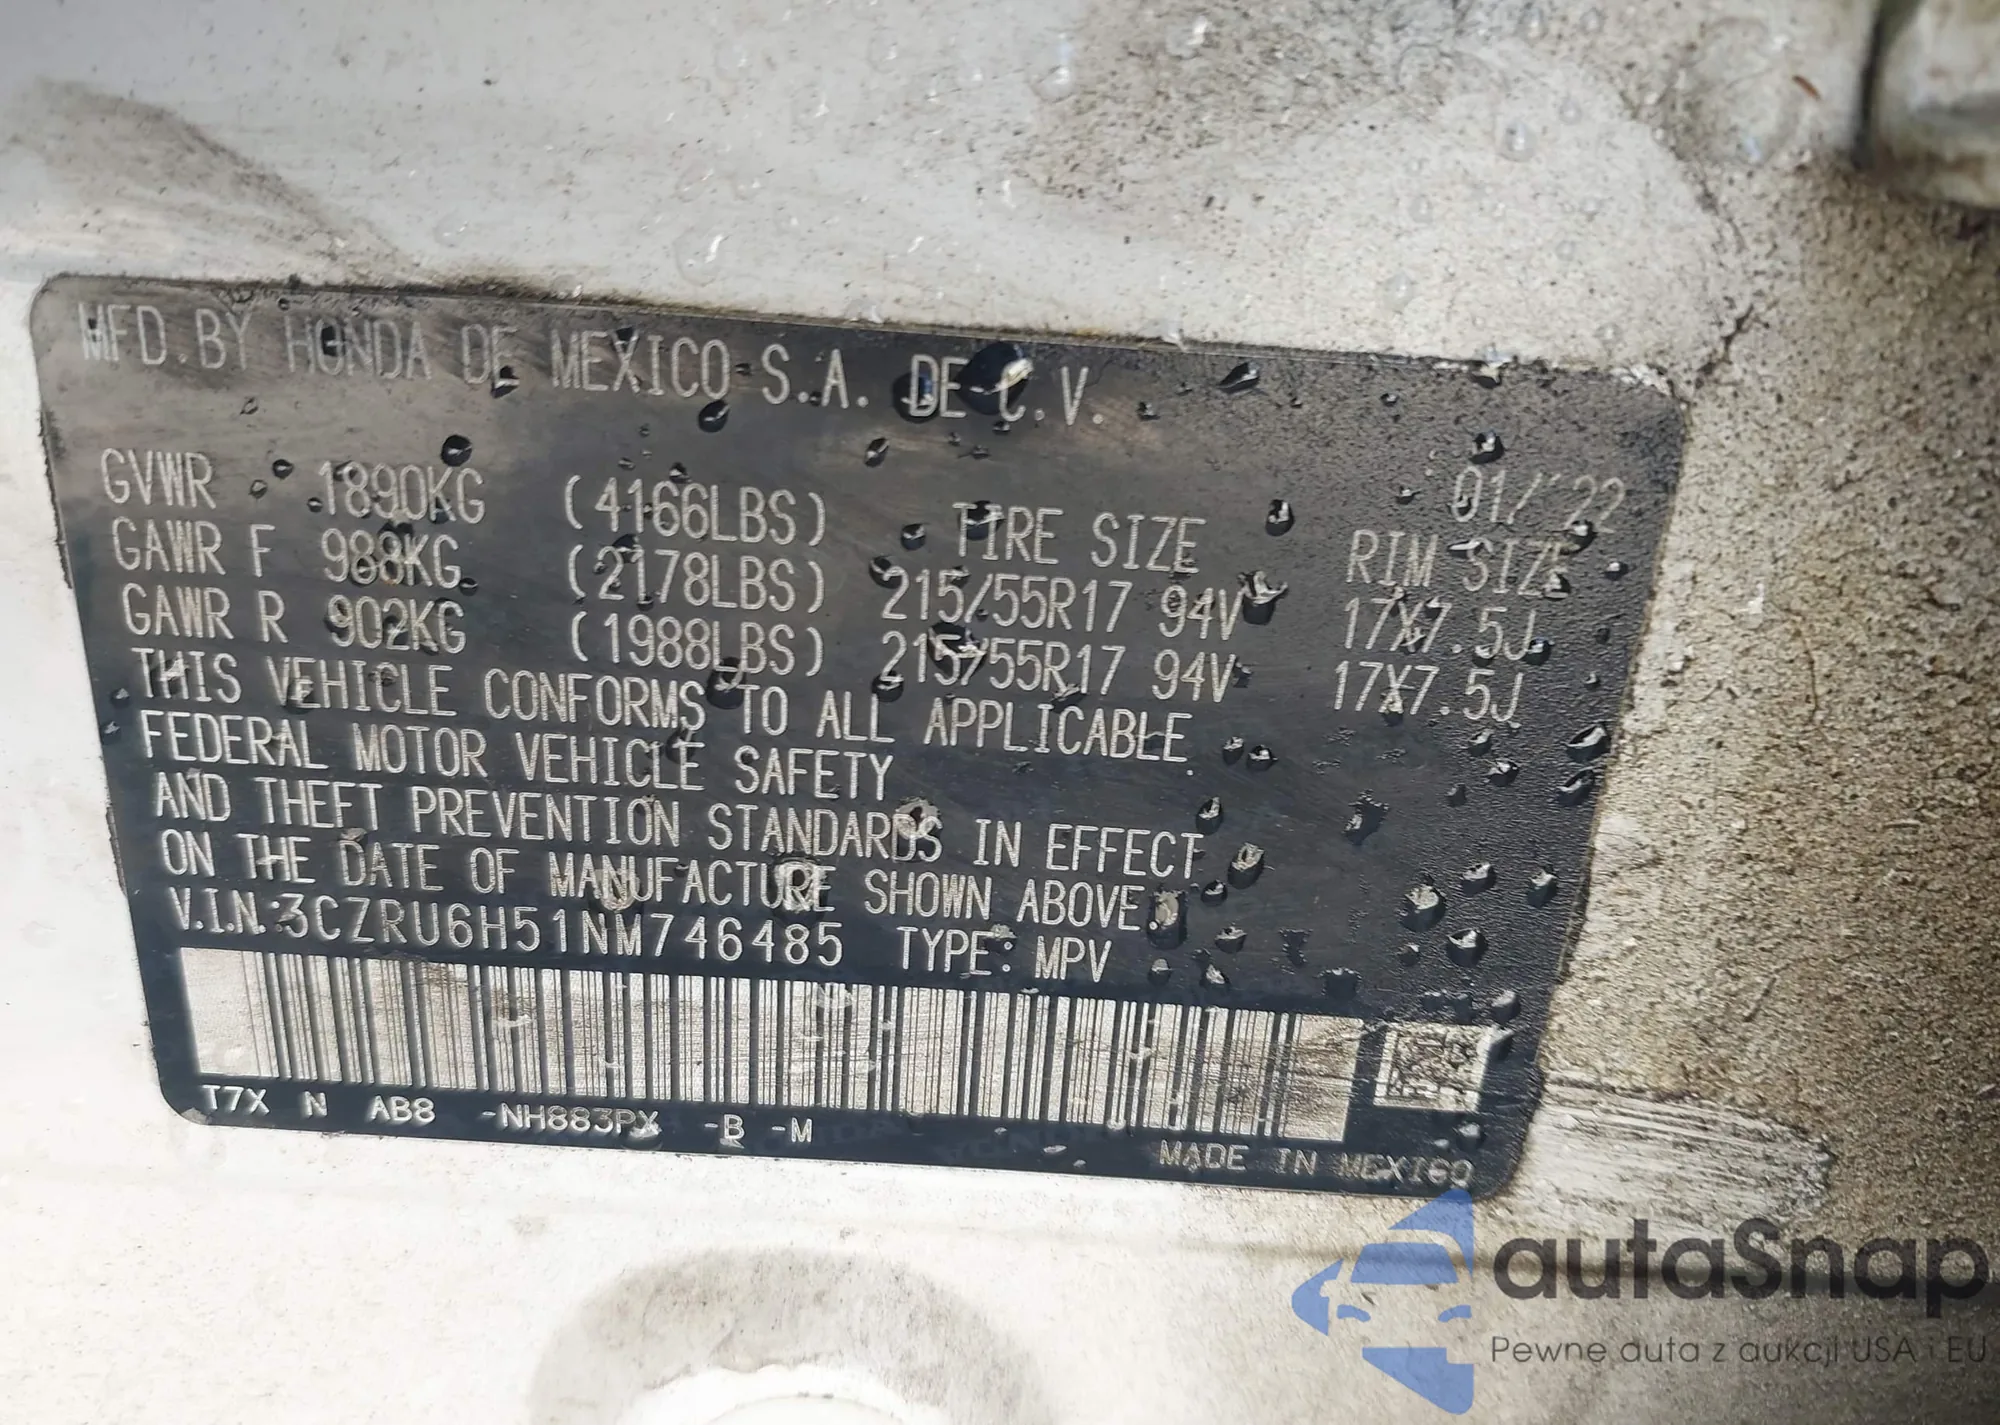 MFD.BY HONDA DE MEXICO S.A. DE C.V.
01/'22
GVWR 1890KG (4166LBS) TIRE SIZE RIM SIZE
GAWR F 988KG (2178LBS) 215/55R17 94V 17X7.5J
GAWR R 902KG (1988LBS) 215/55R17 94V 17X7.5J
THIS VEHICLE CONFORMS TO ALL APPLICABLE
FEDERAL MOTOR VEHICLE SAFETY
AND THEFT PREVENTION STANDARDS IN EFFECT
ON THE DATE OF MANUFACTURE SHOWN ABOVE.
V.I.N.:3CZRU6H51NM746485 TYPE: MPV
T7X N AB8 -NH883PX -B -M
MADE IN MEXICO
autaSnap
Pewne auta z aukcji USA i EU